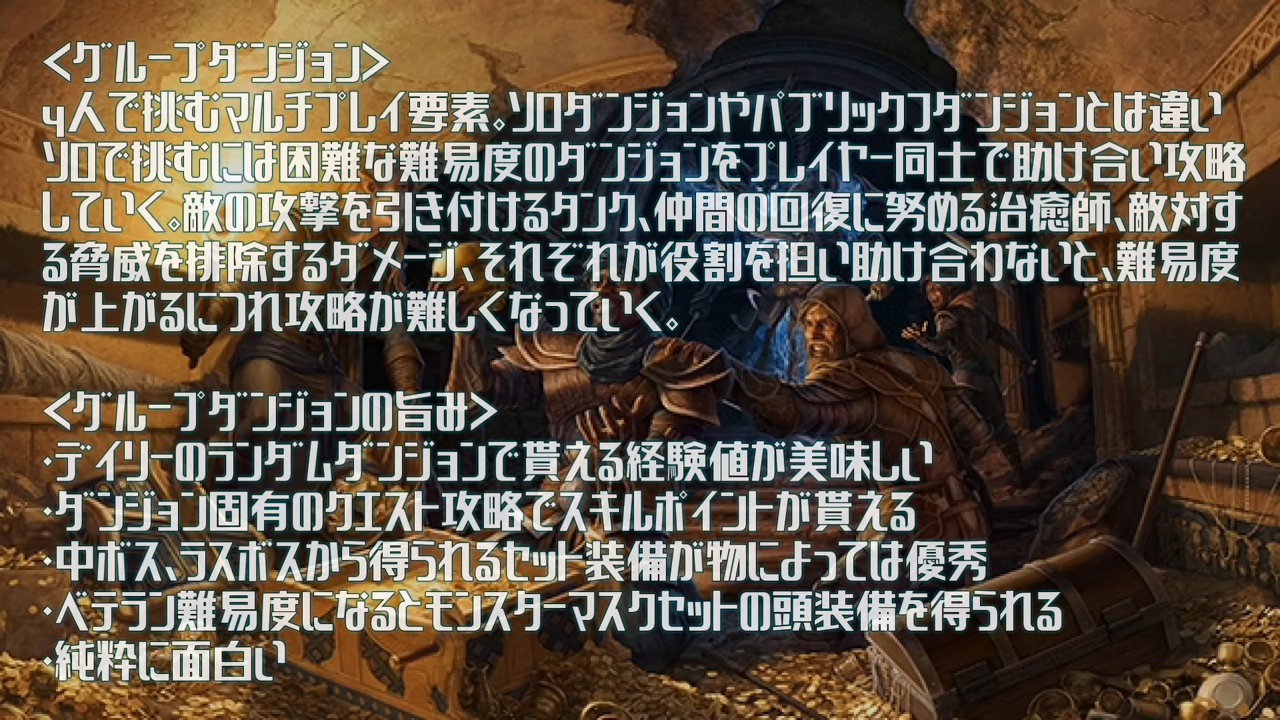 <グループダンジョン>
4人で挑むマルチプレイ要素。ソロダンジョンやパブリックフダンジョンとは違い
ソロで挑むには困難な難易度のダンジョンをプレイヤー同士で助け合い攻略
していく。敵の攻撃を引き付けるタンク、仲間の回復に努める治癒師、敵対す
る脅威を排除するダメージ、それぞれが役割を担い助け合わないと、難易度
が上がるにつれ攻略が難しくなっていく。
<グループダンジョンの旨み>
・デイリーのランダムダンジョンで貰える経験値が美味しい
・ダンジョン固有のクエスト攻略でスキルポイントが貰える
・中ボス、ラスボスから得られるセット装備が物によっては優秀
・ベテラン難易度になるとモンスターマスクセットの頭装備を得られる
・純粋に面白い